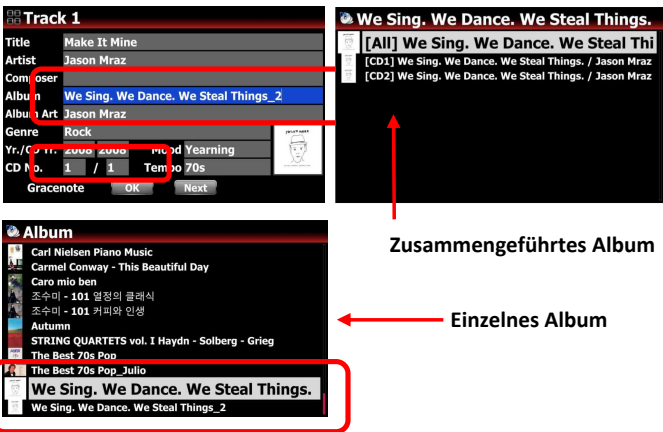 Track 1
Title Make It Mine
Artist Jason Mraz
Composer
Album We Sing. We Dance. We Steal Things_2
Album Art Jason Mraz
Genre Rock
Yr./CD Yr. 2008 2008 Mood Yearning
CD No. 1 / 1 Tempo 70s
Gracenote OK Next
We Sing. We Dance. We Steal Things.
[All] We Sing. We Dance. We Steal Thi
[CD1] We Sing. We Dance. We Steal Things. / Jason Mraz
[CD2] We Sing. We Dance. We Steal Things. / Jason Mraz
Zusammengeführtes Album
Album
Carl Nielsen Piano Music
Carmel Conway - This Beautiful Day
Caro mio ben
조수미 - 101 열정의 클래식
조수미 - 101 커피와 인생
Autumn
STRING QUARTETS vol. I Haydn - Solberg - Grieg
The Best 70s Pop
The Best 70s Pop_Julio
We Sing. We Dance. We Steal Things.
We Sing. We Dance. We Steal Things_2
Einzelnes Album